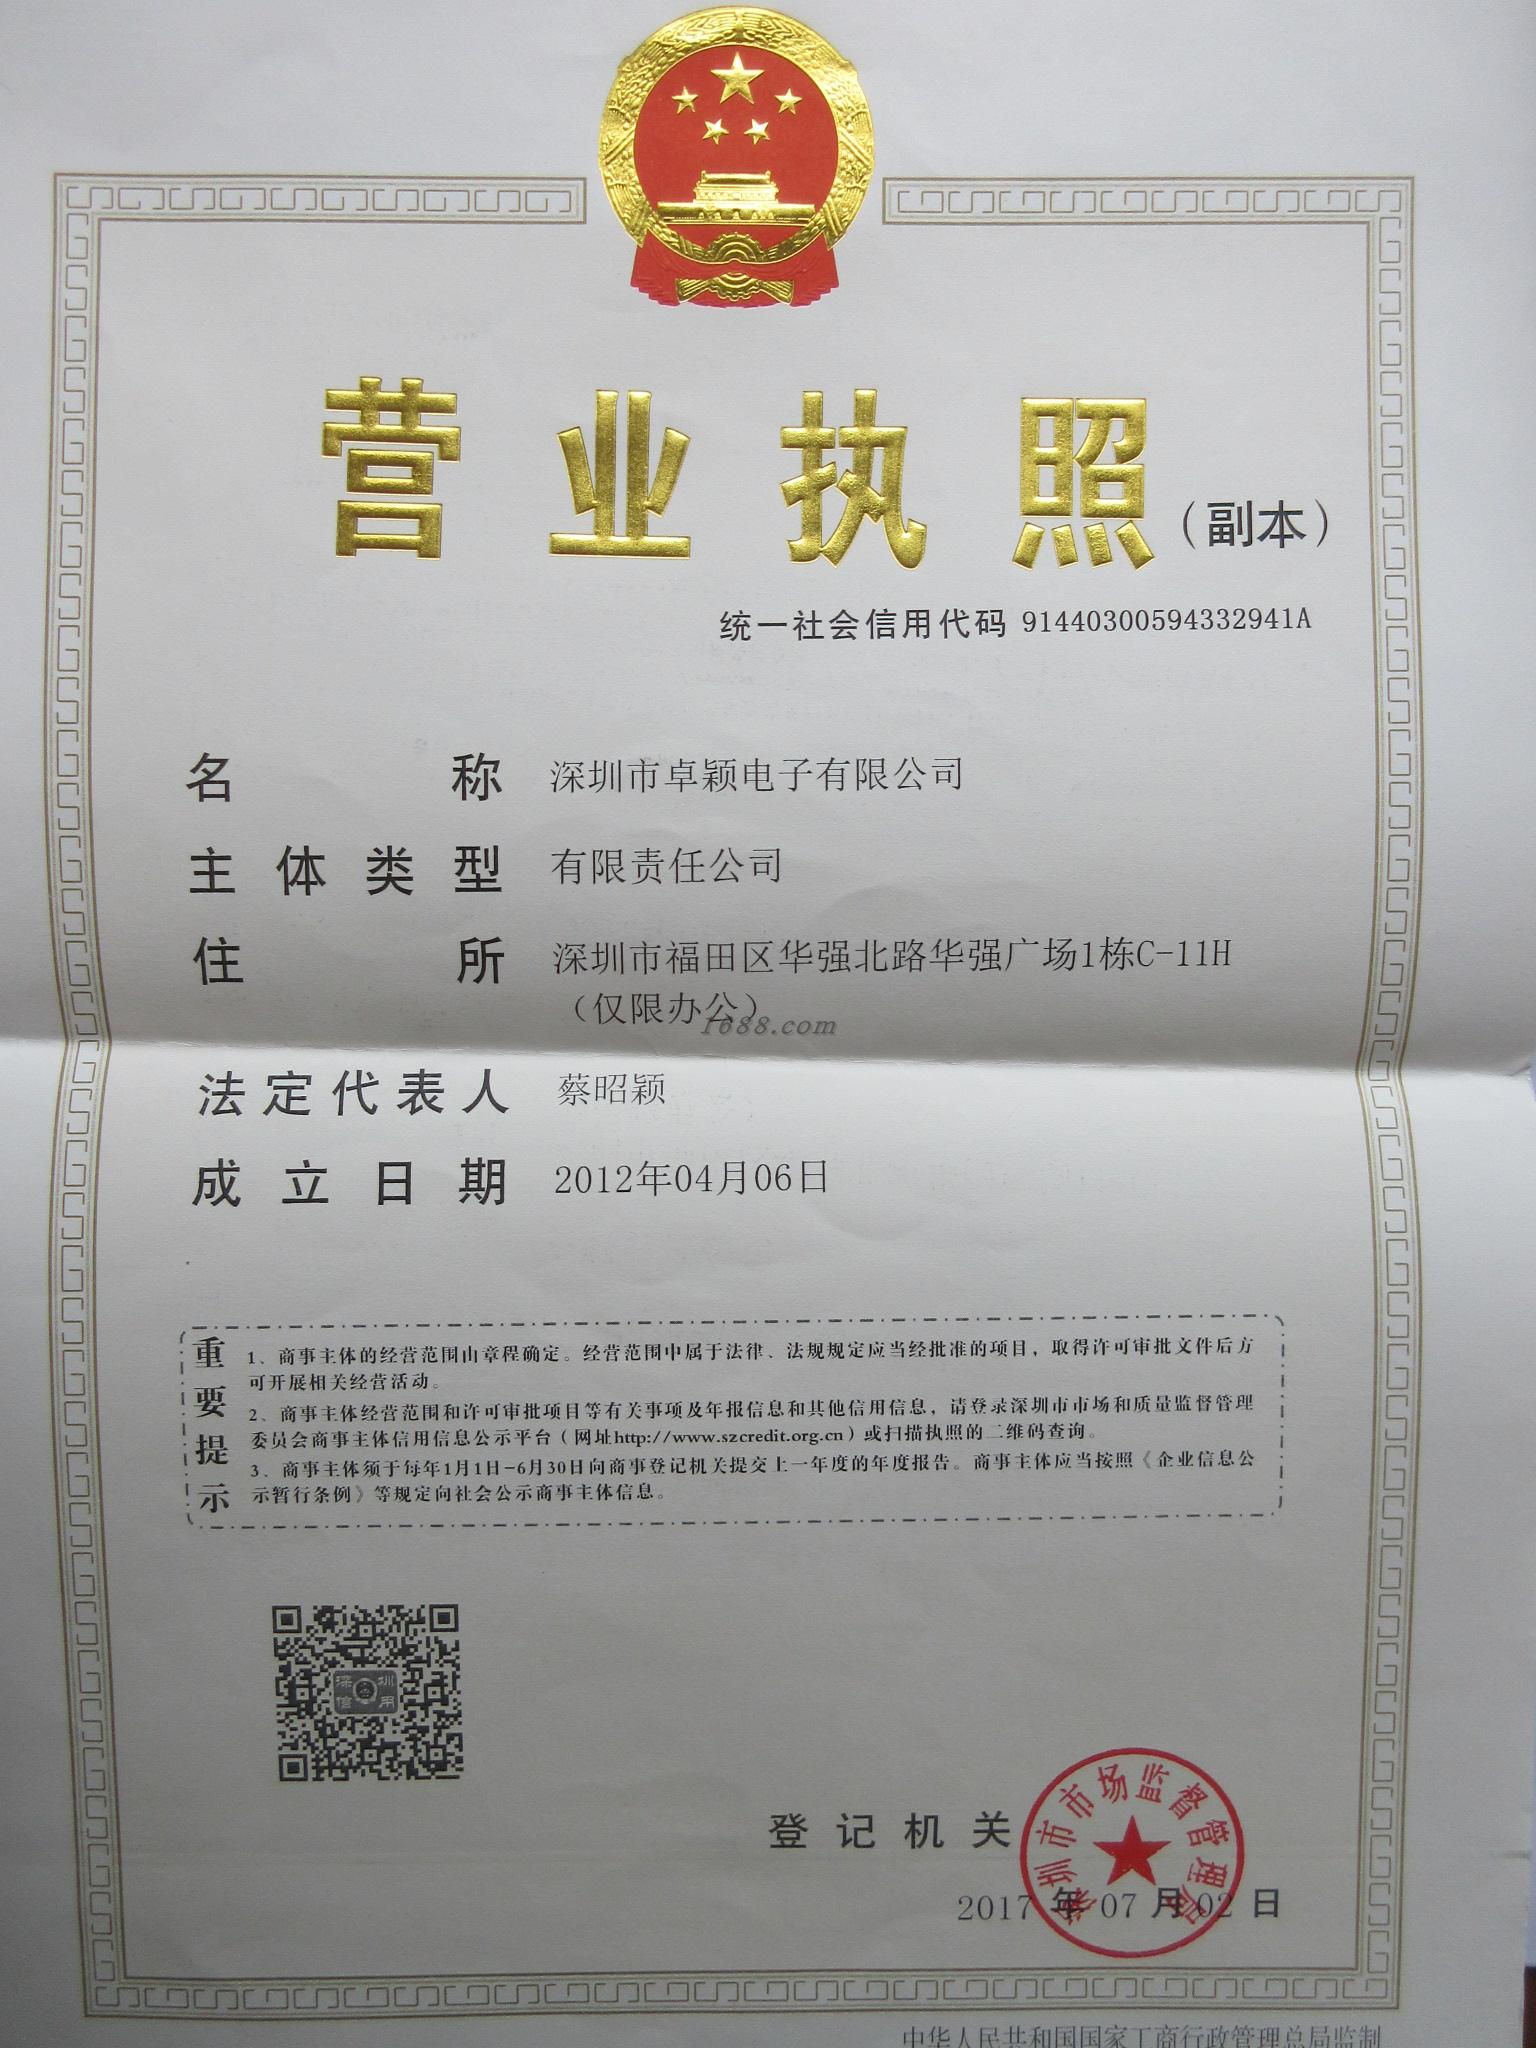 营业执照（副本）
统一社会信用代码 91440300594332941A
名称 深圳市卓颖电子有限公司
主体类型 有限责任公司
住所 深圳市福田区华强北路华强广场1栋C-11H
（仅限办公）
1688.com
法定代表人 蔡昭颖
成立日期 2012年04月06日
重要提示
1、商事主体的经营范围由章程确定。经营范围中属于法律、法规规定应当经批准的项目，取得许可审批文件后方
可开展相关经营活动。
2、商事主体经营范围和许可审批项目等有关事项及年报信息和其他信用信息，请登录深圳市市场和质量监督管理
委员会商事主体信用信息公示平台（网址http://www.szcredit.org.cn）或扫描执照的二维码查询。
3、商事主体须于每年1月1日-6月30日向商事登记机关提交上一年度的年度报告。商事主体应当按照《企业信息公
示暂行条例》等规定向社会公示商事主体信息。
深圳
信用
登记机关
深圳市市场监督管理局
2017年07月02日
中华人民共和国国家工商行政管理总局监制